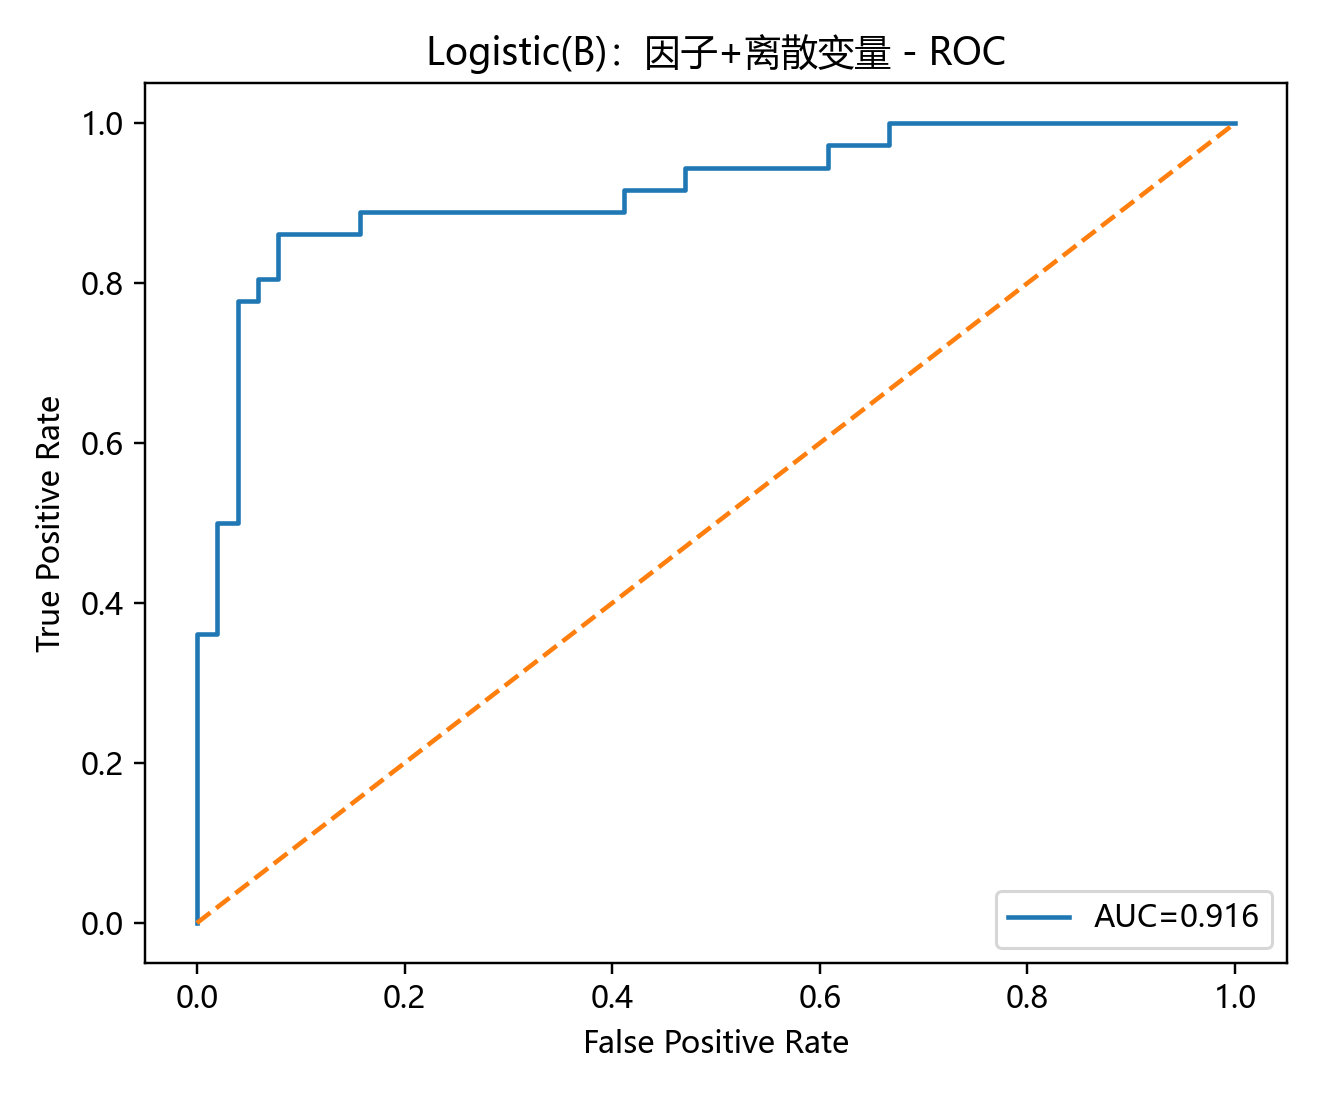 Logistic(B)：因子+离散变量 - ROC
1.0
0.8
0.6
0.4
0.2
0.0
True Positive Rate
AUC=0.916
0.0 0.2 0.4 0.6 0.8 1.0
False Positive Rate